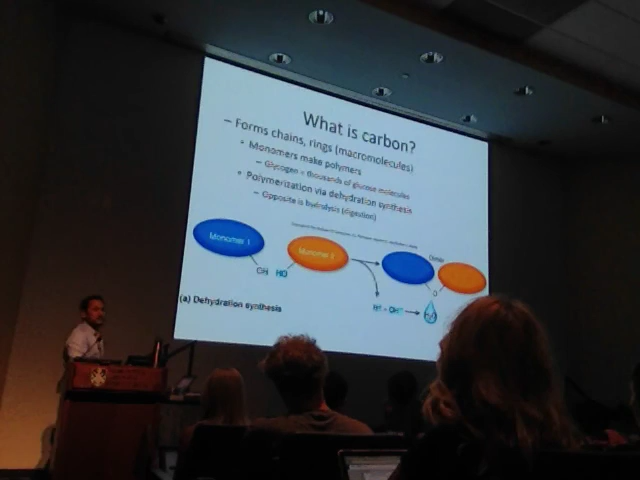 What is carbon?
– Forms chains, rings (macromolecules)
• Monomers make polymers
– Glycogen = thousands of glucose molecules
• Polymerization via dehydration synthesis
– Opposite is hydrolysis (digestion)
Monomer 1
Monomer 2
OH
HO
O
(a) Dehydration synthesis